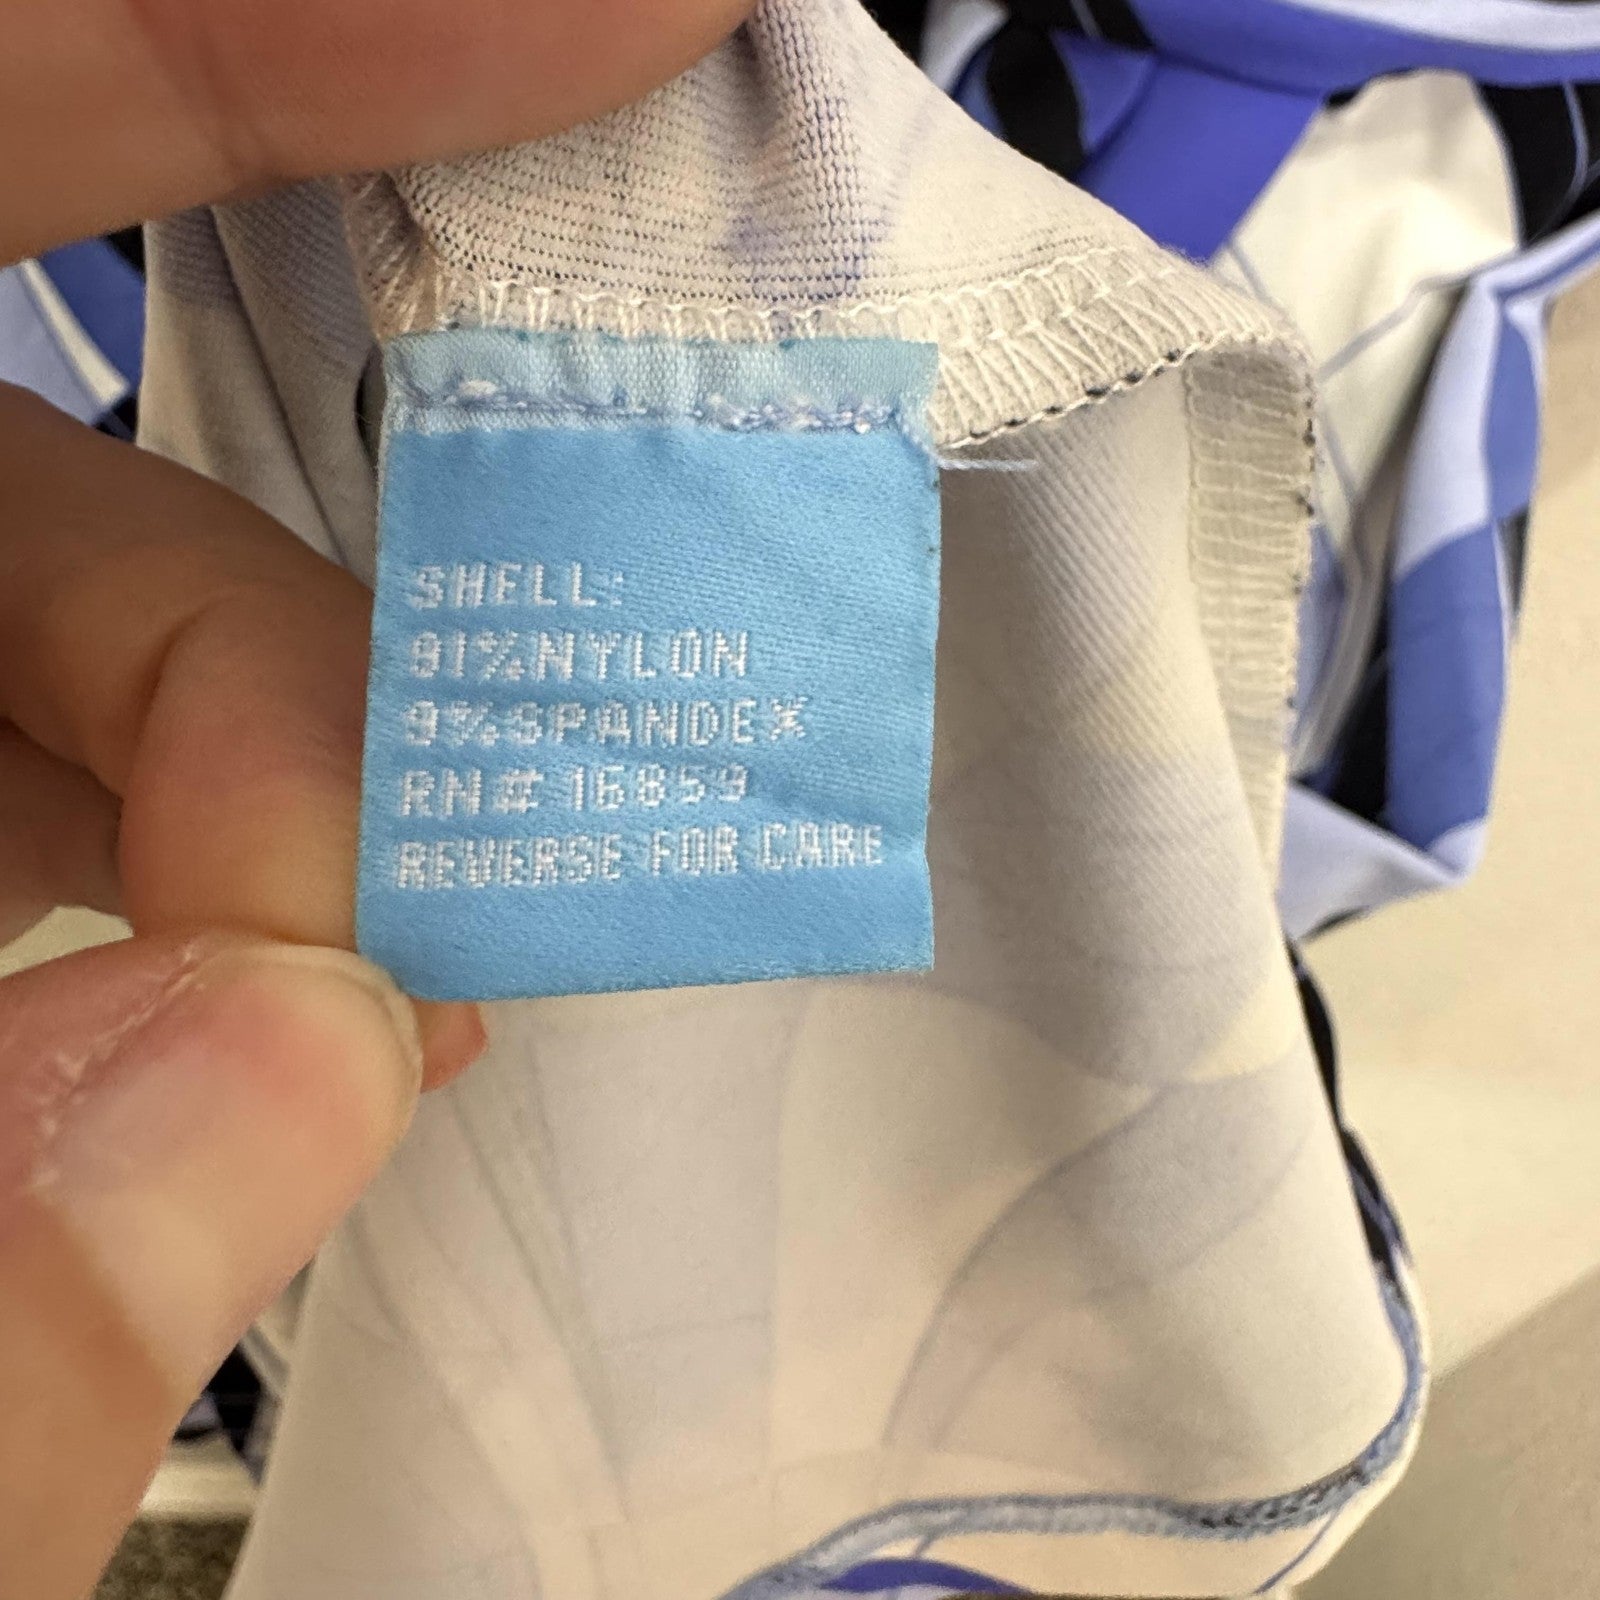 SHELL:
91%NYLON
9%SPANDEX
RN# 16859
REVERSE FOR CARE